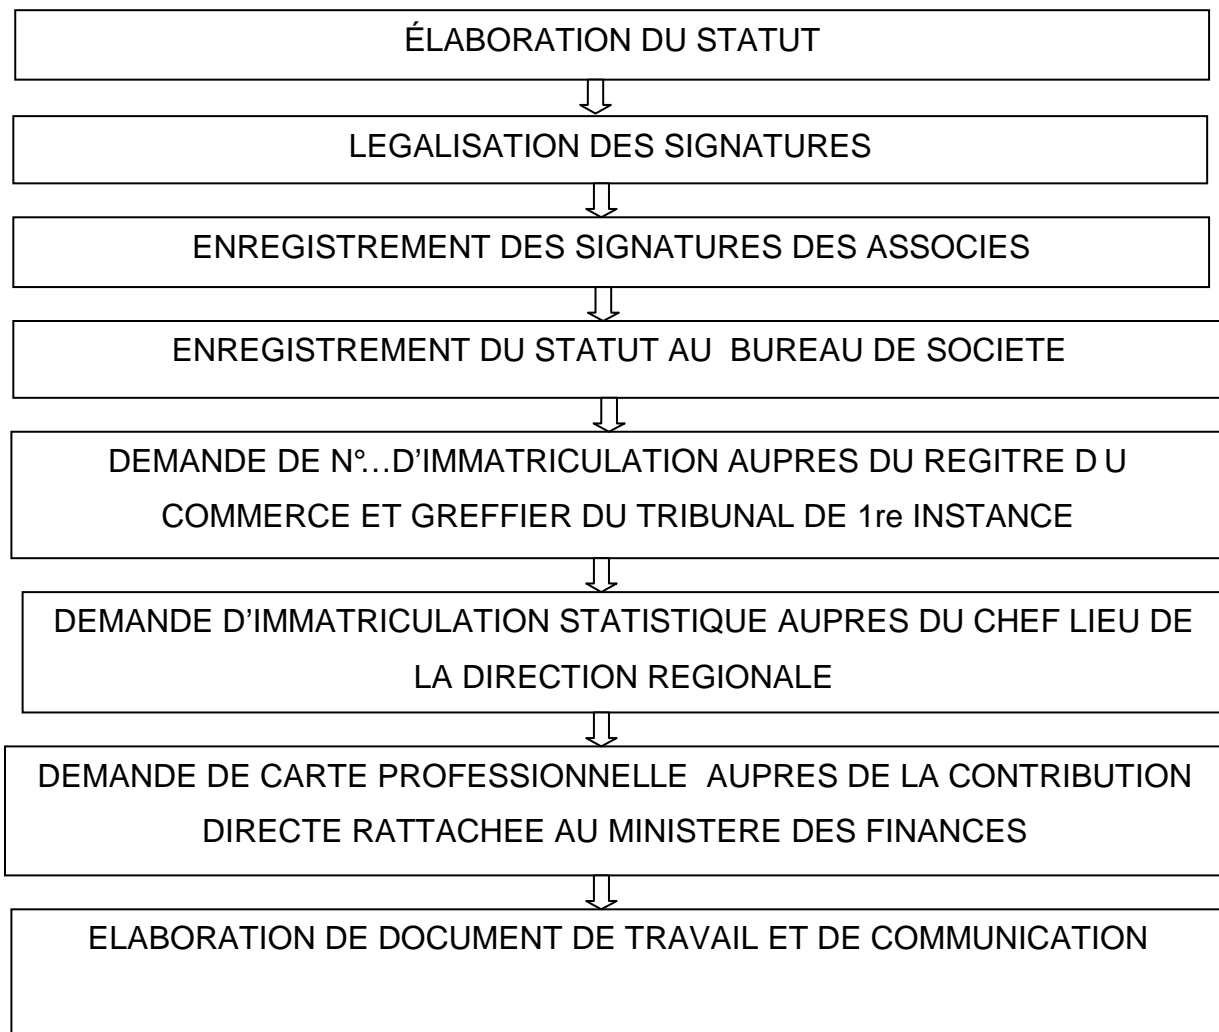 ÉLABORATION DU STATUT
LEGALISATION DES SIGNATURES
ENREGISTREMENT DES SIGNATURES DES ASSOCIES
ENREGISTREMENT DU STATUT AU  BUREAU DE SOCIETE
DEMANDE DE N°…D'IMMATRICULATION AUPRES DU REGITRE D U
COMMERCE ET GREFFIER DU TRIBUNAL DE 1re INSTANCE
DEMANDE D'IMMATRICULATION STATISTIQUE AUPRES DU CHEF LIEU DE
LA DIRECTION REGIONALE
DEMANDE DE CARTE PROFESSIONNELLE  AUPRES DE LA CONTRIBUTION
DIRECTE RATTACHEE AU MINISTERE DES FINANCES
ELABORATION DE DOCUMENT DE TRAVAIL ET DE COMMUNICATION